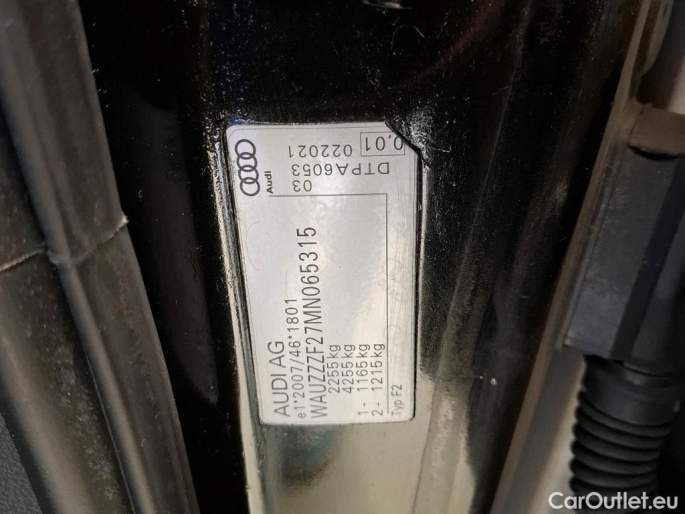 AUDI AG
e1*2007/46*1801
WAUZZZF27MN065315
2255kg
4255kg
1 - 1165kg
2 - 1215kg
Typ F2
Audi
03
DTPA6053
022021
0.01
CarOutlet.eu